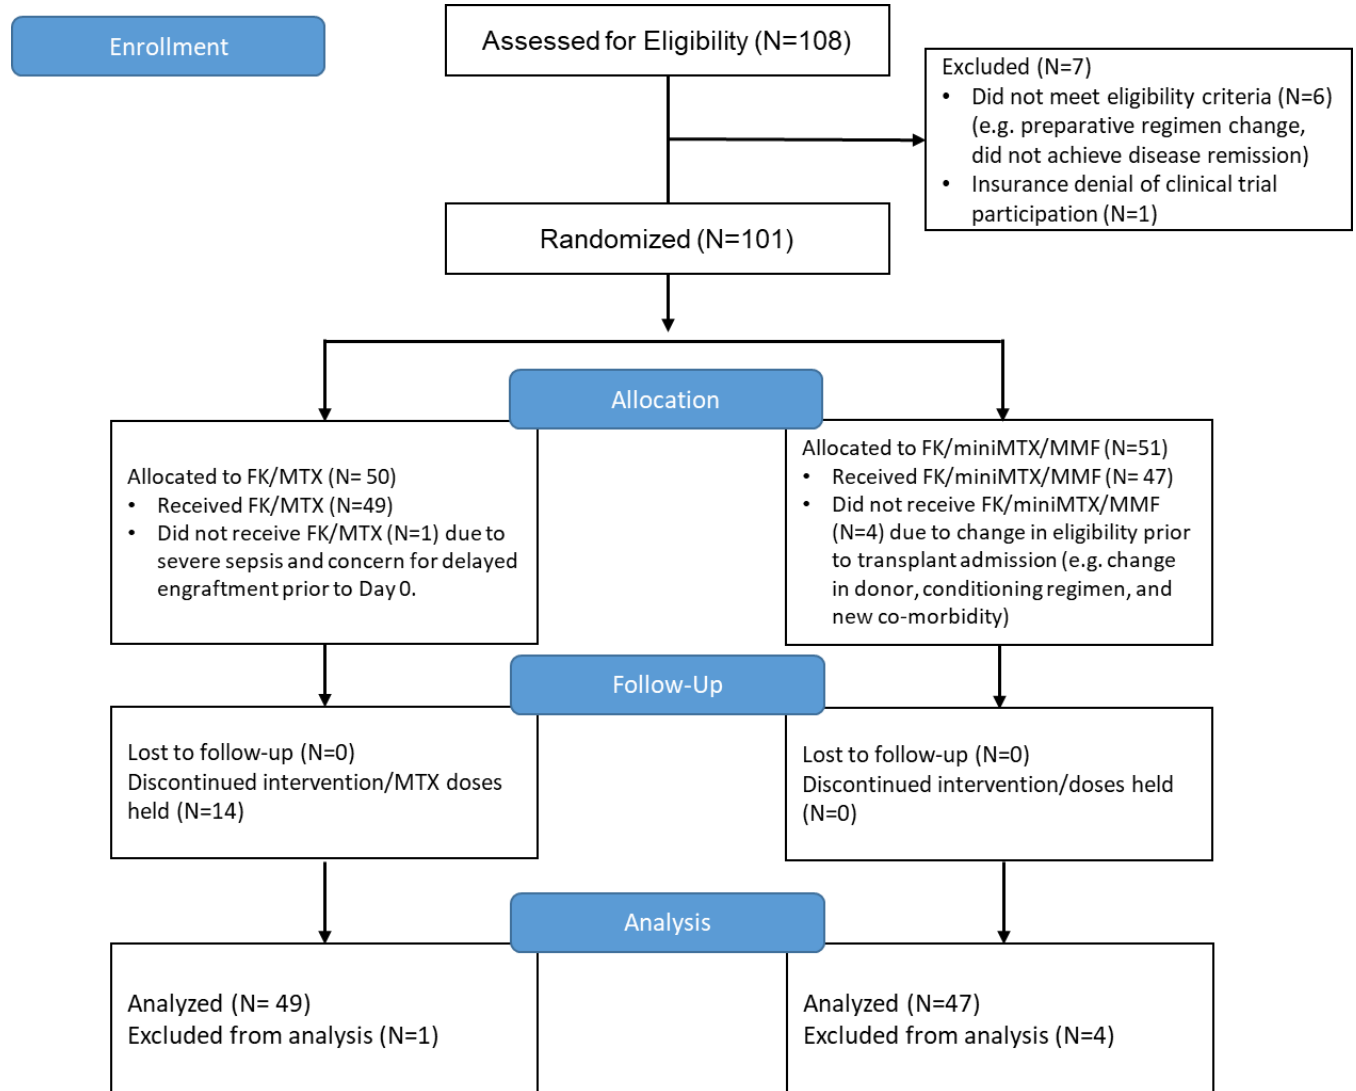 Enrollment
Assessed for Eligibility (N=108)
Excluded (N=7)
• Did not meet eligibility criteria (N=6)
(e.g. preparative regimen change,
did not achieve disease remission)
• Insurance denial of clinical trial
participation (N=1)
Randomized (N=101)
Allocation
Allocated to FK/MTX (N= 50)
• Received FK/MTX (N=49)
• Did not receive FK/MTX (N=1) due to
severe sepsis and concern for delayed
engraftment prior to Day 0.
Allocated to FK/miniMTX/MMF (N=51)
• Received FK/miniMTX/MMF (N= 47)
• Did not receive FK/miniMTX/MMF
(N=4) due to change in eligibility prior
to transplant admission (e.g. change
in donor, conditioning regimen, and
new co-morbidity)
Follow-Up
Lost to follow-up (N=0)
Discontinued intervention/MTX doses
held (N=14)
Lost to follow-up (N=0)
Discontinued intervention/doses held
(N=0)
Analysis
Analyzed (N= 49)
Excluded from analysis (N=1)
Analyzed (N=47)
Excluded from analysis (N=4)